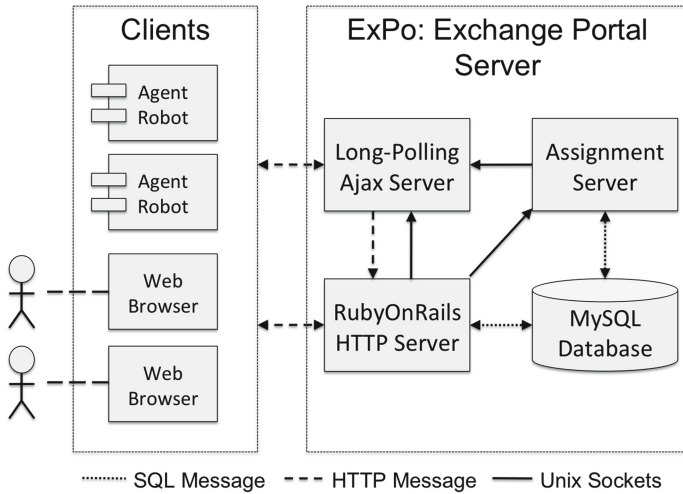 Clients
Agent
Robot
Agent
Robot
Web
Browser
Web
Browser
ExPo: Exchange Portal
Server
Long-Polling
Ajax Server
Assignment
Server
RubyOnRails
HTTP Server
MySQL
Database
SQL Message
HTTP Message
Unix Sockets